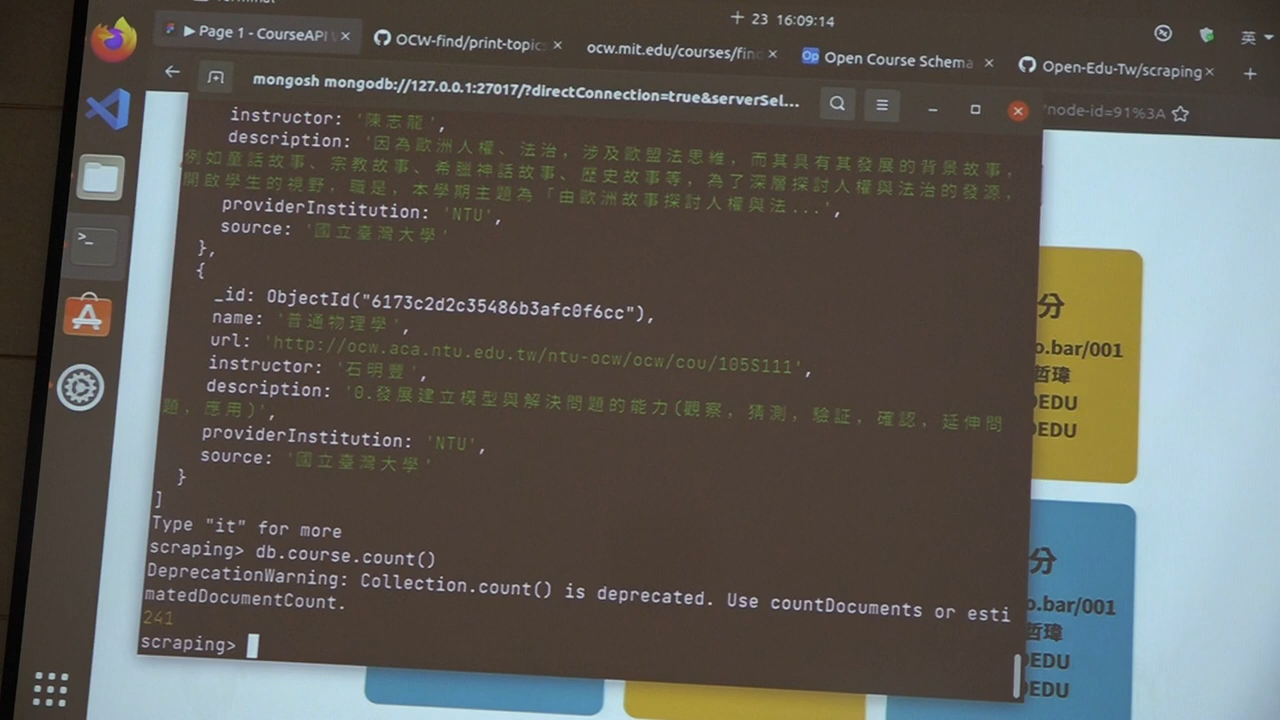 Terminal
23 16:09:14
英
▶ Page 1 - CourseAPI
OCW-find/print-topic
ocw.mit.edu/courses/find
Open Course Schema
Open-Edu-Tw/scraping
mongosh mongodb://127.0.0.1:27017/?directConnection=true&serverSel...
node-id=91%3A
instructor: '陳志龍',
description: '因為歐洲人權、法治，涉及歐盟法思維，而其具有其發展的背景故事，
例如童話故事、宗教故事、希臘神話故事、歷史故事等，為了深層探討人權與法治的發源，
開啟學生的視野，職是，本學期主題為「由歐洲故事探討人權與法...',
providerInstitution: 'NTU',
source: '國立臺灣大學'
},
{
_id: ObjectId("6173c2d2c35486b3afc0f6cc"),
name: '普通物理學',
url: 'http://ocw.aca.ntu.edu.tw/ntu-ocw/ocw/cou/105S111',
instructor: '石明豐',
description: '0.發展建立模型與解決問題的能力(觀察，猜測，驗証，確認，延伸問
題，應用)',
providerInstitution: 'NTU',
source: '國立臺灣大學'
}
]
Type "it" for more
scraping> db.course.count()
DeprecationWarning: Collection.count() is deprecated. Use countDocuments or esti
matedDocumentCount.
241
scraping>
分
o.bar/001
哲瑋
OEDU
OEDU
分
o.bar/001
哲瑋
OEDU
OEDU